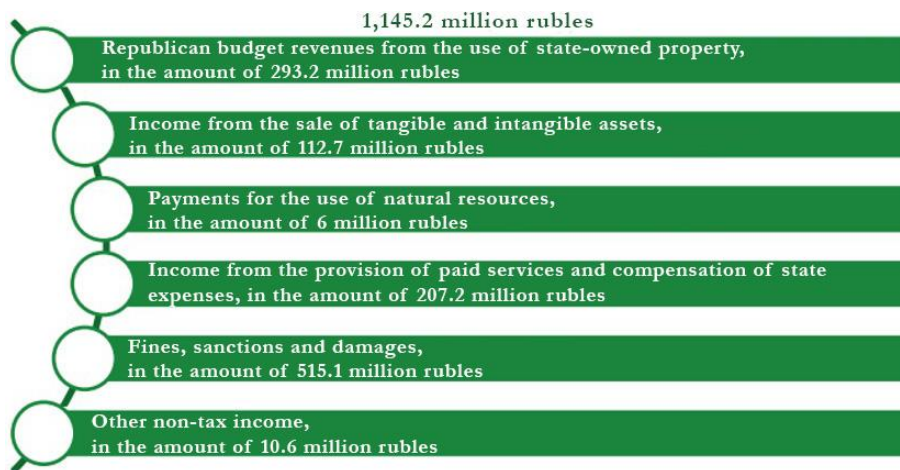 1,145.2 million rubles
Republican budget revenues from the use of state-owned property,
in the amount of 293.2 million rubles
Income from the sale of tangible and intangible assets,
in the amount of 112.7 million rubles
Payments for the use of natural resources,
in the amount of 6 million rubles
Income from the provision of paid services and compensation of state
expenses, in the amount of 207.2 million rubles
Fines, sanctions and damages,
in the amount of 515.1 million rubles
Other non-tax income,
in the amount of 10.6 million rubles